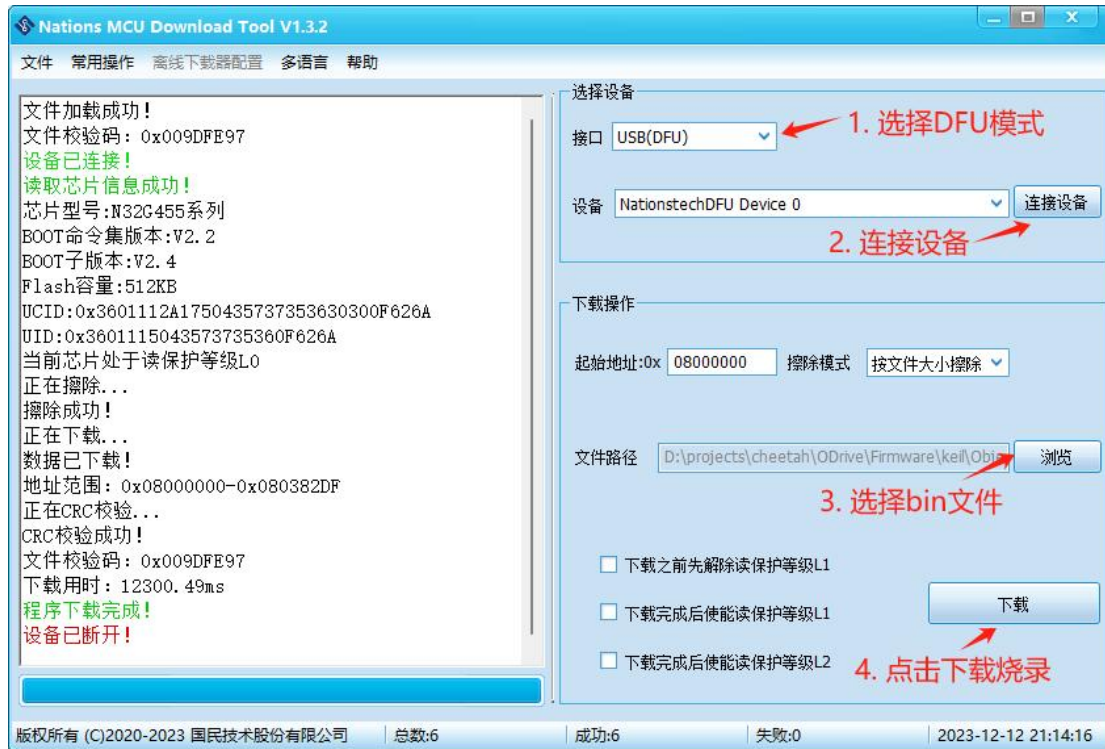 Nations MCU Download Tool V1.3.2
文件 常用操作 离线下载器配置 多语言 帮助
文件加载成功!
文件校验码: 0x009DFE97
设备已连接!
读取芯片信息成功!
芯片型号:N32G455系列
BOOT命令集版本:V2.2
BOOT子版本:V2.4
Flash容量:512KB
UCID:0x3601112A1750435737353630300F626A
UID:0x36011150435737353​60F626A
当前芯片处于读保护等级L0
正在擦除...
擦除成功!
正在下载...
数据已下载!
地址范围: 0x08000000-0x080382DF
正在CRC校验...
CRC校验成功!
文件校验码: 0x009DFE97
下载用时: 12300.49ms
程序下载完成!
设备已断开!
选择设备
接口 USB(DFU)
1. 选择DFU模式
设备 NationstechDFU Device 0 连接设备
2. 连接设备
下载操作
起始地址:0x 08000000 擦除模式 按文件大小擦除
文件路径 D:\projects\cheetah\ODrive\Firmware\keil\Obje 浏览
3. 选择bin文件
下载之前先解除读保护等级L1
下载完成后使能读保护等级L1
下载
下载完成后使能读保护等级L2
4. 点击下载烧录
版权所有 (C)2020-2023 国民技术股份有限公司 总数:6 成功:6 失败:0 2023-12-12 21:14:16